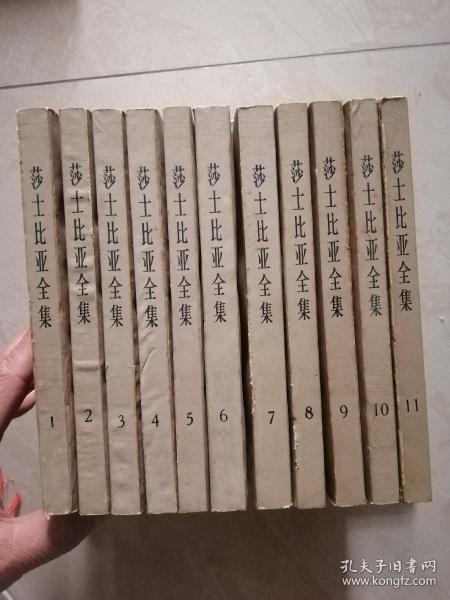 莎士比亚全集
1
莎士比亚全集
2
莎士比亚全集
3
莎士比亚全集
4
莎士比亚全集
5
莎士比亚全集
6
莎士比亚全集
7
莎士比亚全集
8
莎士比亚全集
9
莎士比亚全集
10
莎士比亚全集
11
孔夫子旧书网
www.kongfz.com